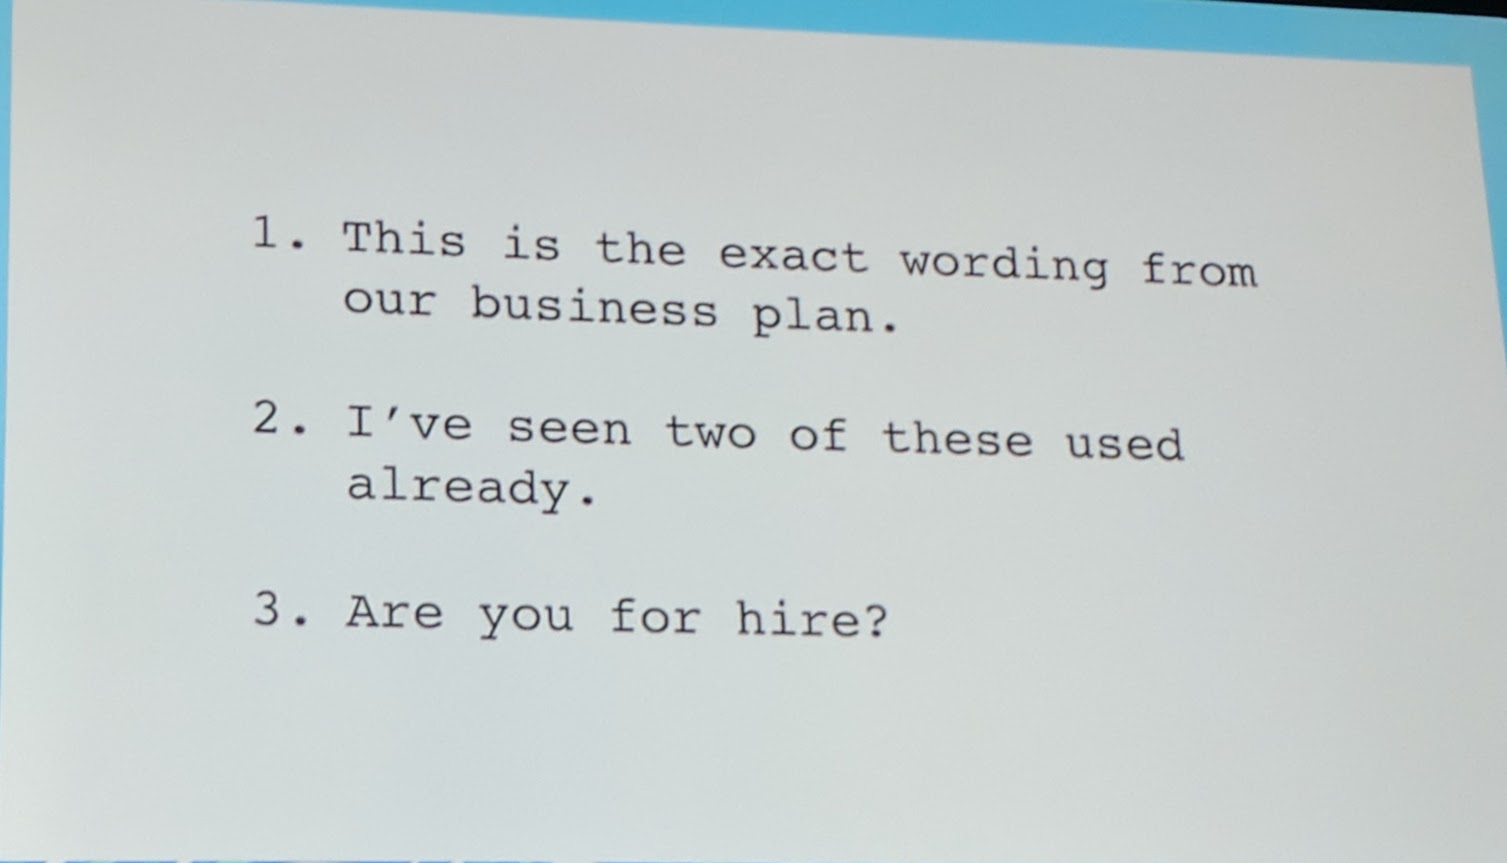 1. This is the exact wording from
our business plan.
2. I've seen two of these used
already.
3. Are you for hire?